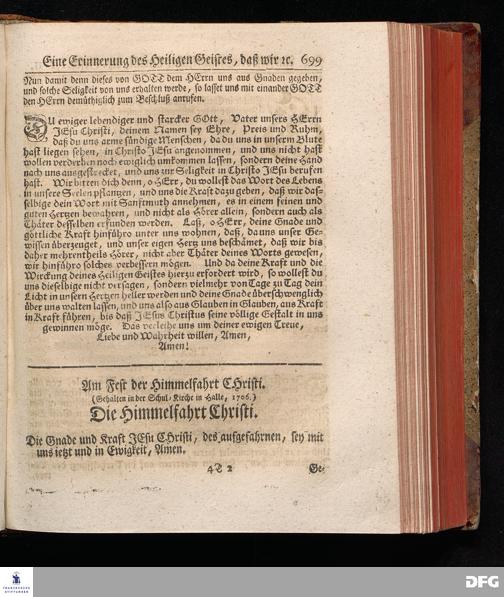 Eine Erinnerung des Heiligen Geistes, daß wir ꝛc. 699
Nun damit denn dieses von GOTT dem HErrn uns aus Gnaden gegeben,
und solche Seligkeit von uns erhalten werde, so lasset uns mit einander GOTT
den HErrn demüthiglich zum Beschluß anrufen.
DU ewiger lebendiger und starcker GOtt, Vater unsers HErrn
JEsu Christi, deinem Namen sey Ehre, Preis und Ruhm,
daß du uns arme sündige Menschen, da du uns in unserm Blute
hast liegen sehen, in Christo JEsu angenommen, und uns nicht hast
wollen verderben noch ewiglich umkommen lassen, sondern deine Hand
nach uns ausgestrecket, und uns zur Seligkeit in Christo JEsu berufen
hast. Wir bitten dich denn, o HErr, du wollest das Wort des Lebens
in unsere Seelen pflantzen, und uns die Kraft dazu geben, daß wir das-
selbige dein Wort mit Sanftmuth annehmen, es in einem feinen und
guten Hertzen bewahren, und nicht als Hörer allein, sondern auch als
Thäter desselben erfunden werden. Laß, o HErr, deine Gnade und
göttliche Kraft hinführo unter uns wohnen, daß, da uns unser Ge-
wissen überzeuget, und unser eigen Hertz uns beschämet, daß wir bis
daher mehrentheils Hörer, nicht aber Thäter deines Worts gewesen,
wir hinführo solches verbessern mögen. Und da deine Kraft und die
Wirckung deines Heiligen Geistes hierzu erfordert wird, so wollest du
uns dieselbige nicht versagen, sondern vielmehr von Tage zu Tag dein
Licht in unsern Hertzen heller werden und deine Gnade überschwenglich
über uns walten lassen, und uns also aus Glauben in Glauben, aus Kraft
in Kraft führen, bis daß JEsus Christus seine völlige Gestalt in uns
gewinnen möge. Das verleihe uns um deiner ewigen Treue,
Liebe und Wahrheit willen, Amen,
Amen!
Am Fest der Himmelfahrt CHristi.
(Gehalten in der Schul-Kirche in Halle, 1706.)
Die Himmelfahrt Christi.
Die Gnade und Kraft JEsu CHristi, des aufgefahrnen, sey mit
uns jetzt und in Ewigkeit, Amen.
Ge-
FRANCKESCHE
STIFTUNGEN
DFG